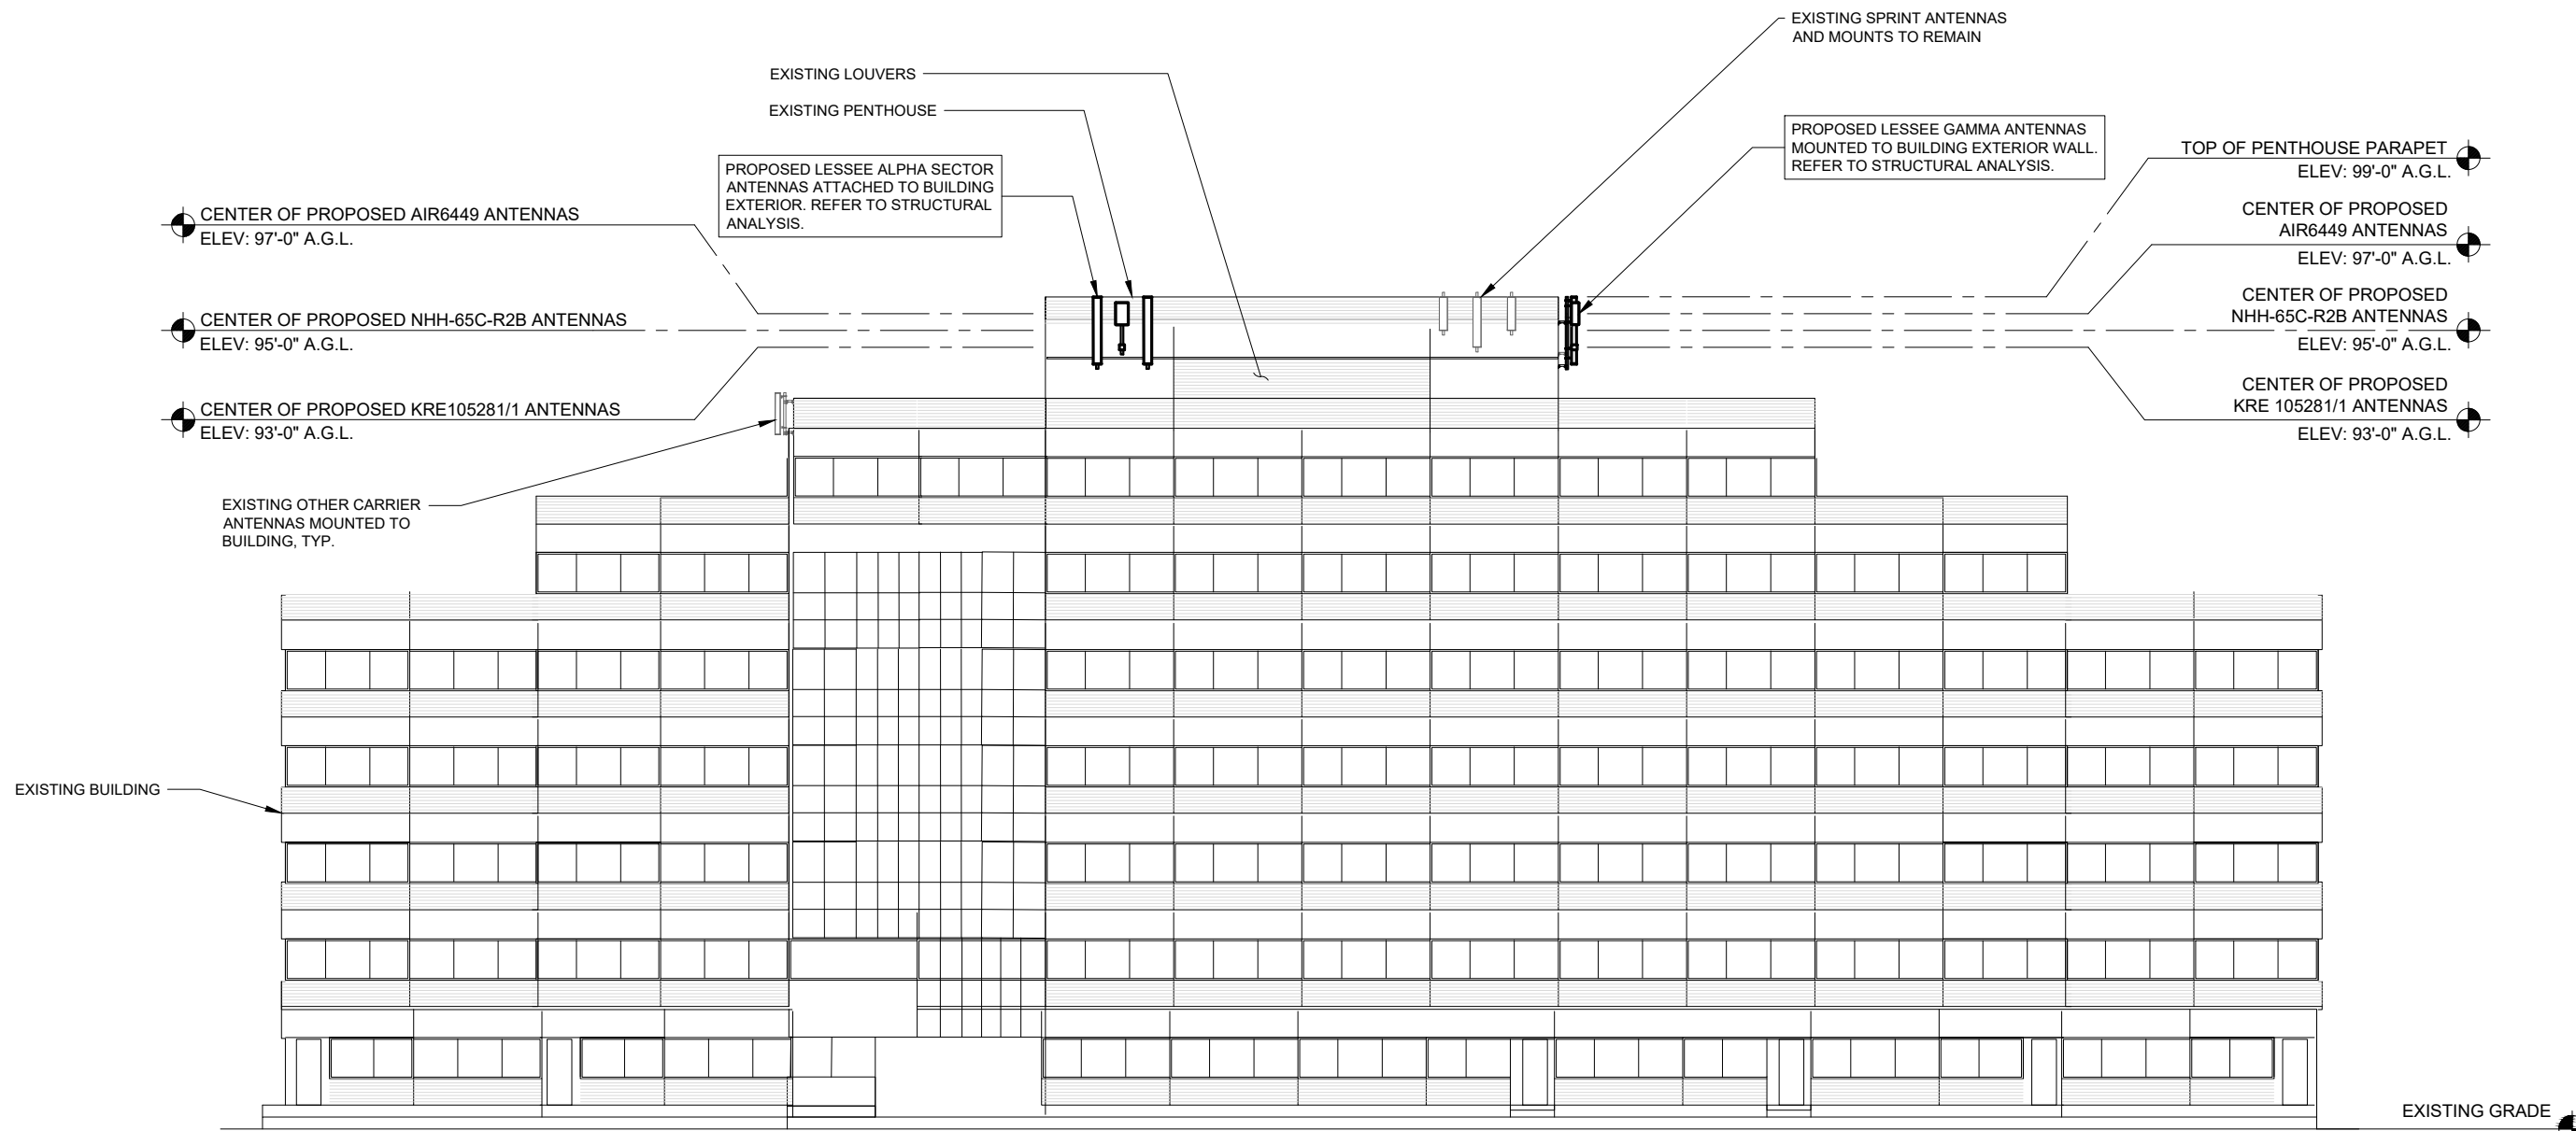 EXISTING SPRINT ANTENNAS
AND MOUNTS TO REMAIN
EXISTING LOUVERS
EXISTING PENTHOUSE
PROPOSED LESSEE GAMMA ANTENNAS
MOUNTED TO BUILDING EXTERIOR WALL.
REFER TO STRUCTURAL ANALYSIS.
PROPOSED LESSEE ALPHA SECTOR
ANTENNAS ATTACHED TO BUILDING
EXTERIOR. REFER TO STRUCTURAL
ANALYSIS.
TOP OF PENTHOUSE PARAPET
ELEV: 99'-0" A.G.L.
CENTER OF PROPOSED AIR6449 ANTENNAS
ELEV: 97'-0" A.G.L.
CENTER OF PROPOSED
AIR6449 ANTENNAS
ELEV: 97'-0" A.G.L.
CENTER OF PROPOSED NHH-65C-R2B ANTENNAS
ELEV: 95'-0" A.G.L.
CENTER OF PROPOSED
NHH-65C-R2B ANTENNAS
ELEV: 95'-0" A.G.L.
CENTER OF PROPOSED KRE105281/1 ANTENNAS
ELEV: 93'-0" A.G.L.
CENTER OF PROPOSED
KRE 105281/1 ANTENNAS
ELEV: 93'-0" A.G.L.
EXISTING OTHER CARRIER
ANTENNAS MOUNTED TO
BUILDING, TYP.
EXISTING BUILDING
EXISTING GRADE